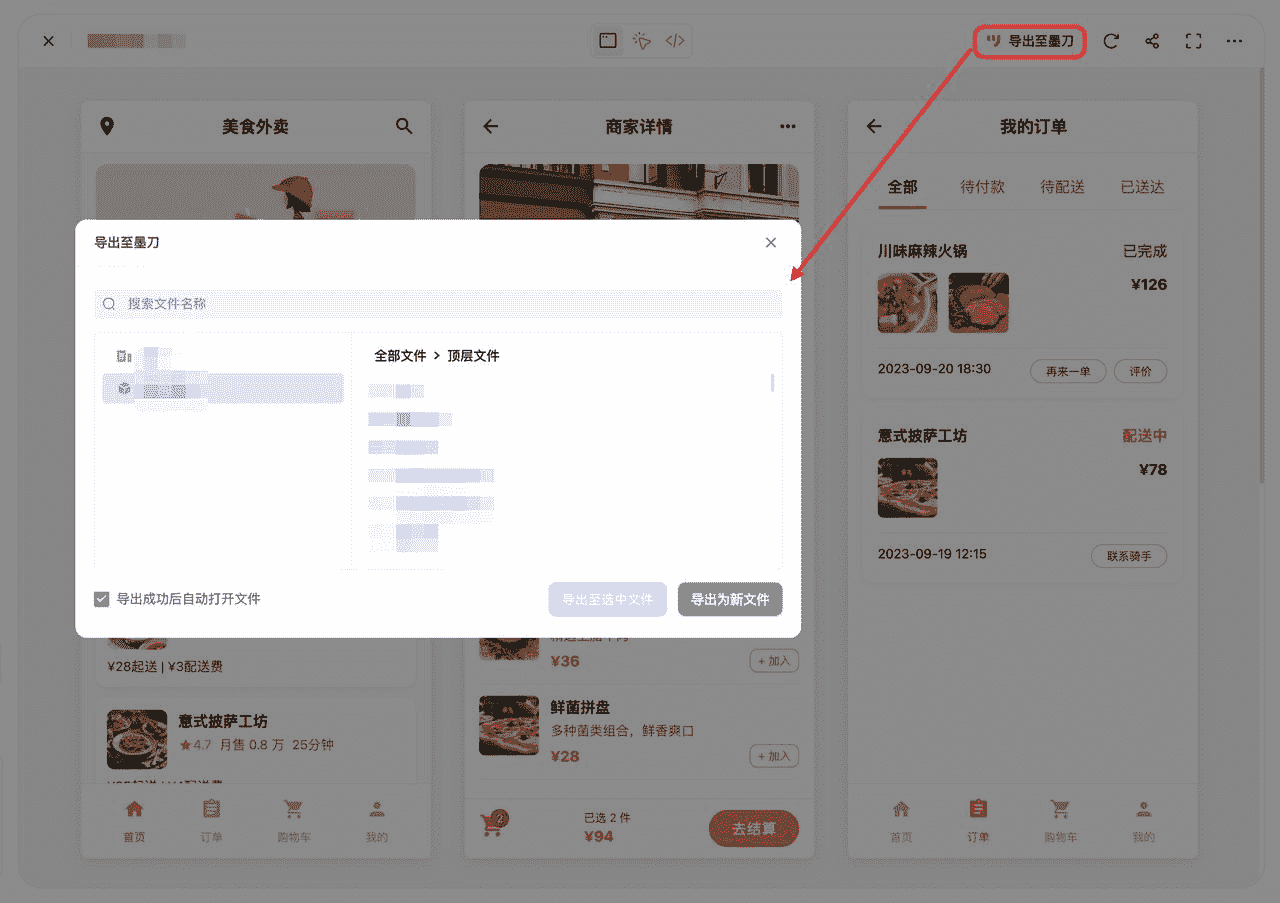 导出至墨刀
美食外卖
商家详情
我的订单
全部 待付款 待配送 已送达
川味麻辣火锅 已完成
¥126
2023-09-20 18:30 再来一单 评价
意式披萨工坊 配送中
¥78
2023-09-19 12:15 联系骑手
导出至墨刀
搜索文件名称
全部文件 > 顶层文件
导出成功后自动打开文件
导出至选中文件 导出为新文件
¥28起送 | ¥3配送费
意式披萨工坊
4.7 月售 0.8 万 25分钟
首页 订单 购物车 我的
¥36 + 加入
鲜菌拼盘
多种菌类组合，鲜香爽口
¥28 + 加入
2
已选 2 件
¥94
去结算
首页 订单 购物车 我的